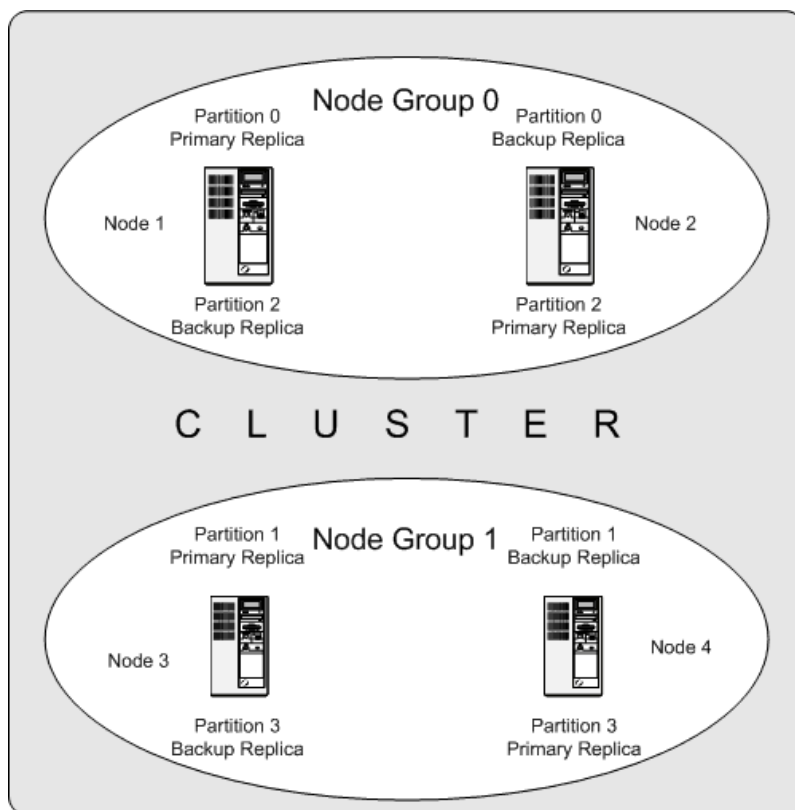 Node Group 0
Partition 0
Primary Replica
Partition 0
Backup Replica
Node 1
Node 2
Partition 2
Backup Replica
Partition 2
Primary Replica
C L U S T E R
Node Group 1
Partition 1
Primary Replica
Partition 1
Backup Replica
Node 3
Node 4
Partition 3
Backup Replica
Partition 3
Primary Replica